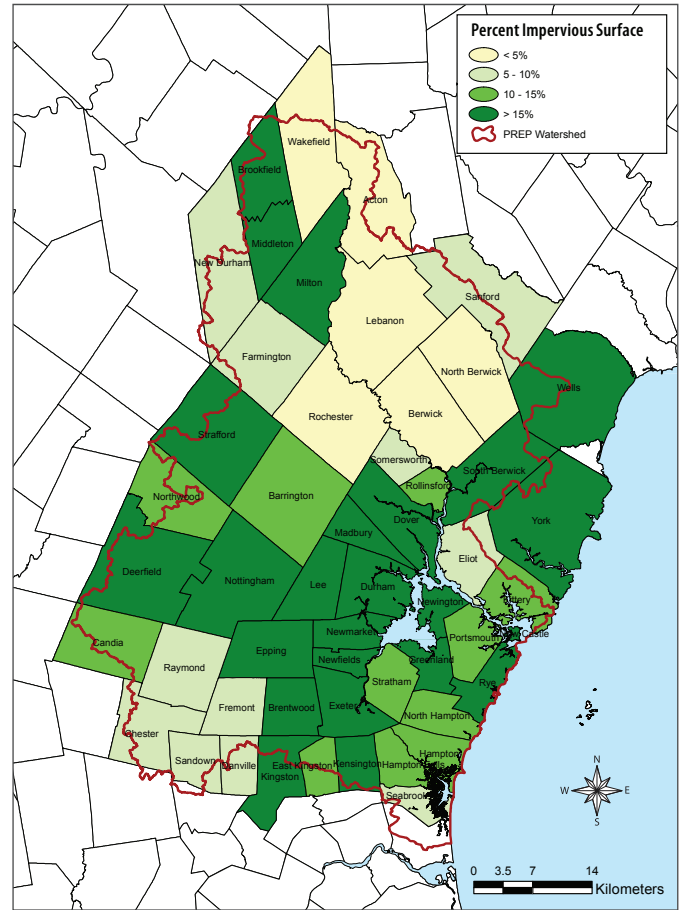 Percent Impervious Surface
< 5%
5 - 10%
10 - 15%
> 15%
PREP Watershed
Wakefield
Brookfield
Acton
Middleton
New Durham
Milton
Sanford
Lebanon
Farmington
North Berwick
Wells
Berwick
Rochester
Strafford
Somersworth
South Berwick
Rollinsford
Northwood
Barrington
Dover
York
Madbury
Eliot
Deerfield
Nottingham
Lee
Durham
Newington
Kittery
Candia
Newmarket
Portsmouth
New Castle
Epping
Raymond
Newfields
Greenland
Stratham
Rye
Fremont
Brentwood
Exeter
North Hampton
Chester
Sandown
Danville
East Kingston
Kingston
Kensington
Hampton
Hampton Falls
Seabrook
N
W E
S
0 3.5 7 14
Kilometers